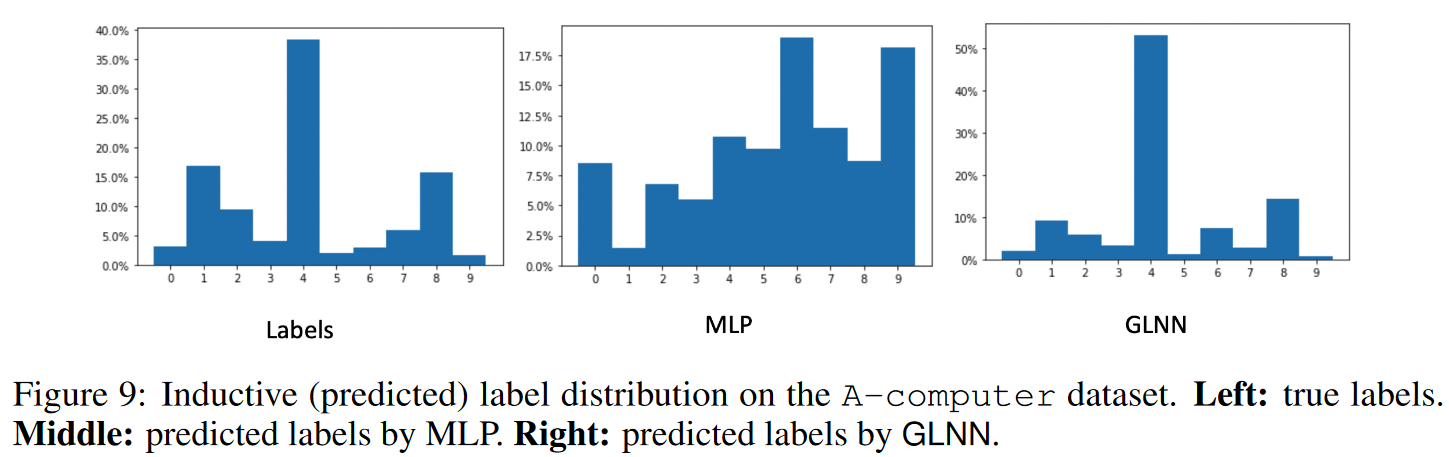 40.0%
35.0%
30.0%
25.0%
20.0%
15.0%
10.0%
5.0%
0.0%
0 1 2 3 4 5 6 7 8 9
Labels
17.5%
15.0%
12.5%
10.0%
7.5%
5.0%
2.5%
0.0%
0 1 2 3 4 5 6 7 8 9
MLP
50%
40%
30%
20%
10%
0%
0 1 2 3 4 5 6 7 8 9
GLNN
Figure 9: Inductive (predicted) label distribution on the A-computer dataset. Left: true labels.
Middle: predicted labels by MLP. Right: predicted labels by GLNN.